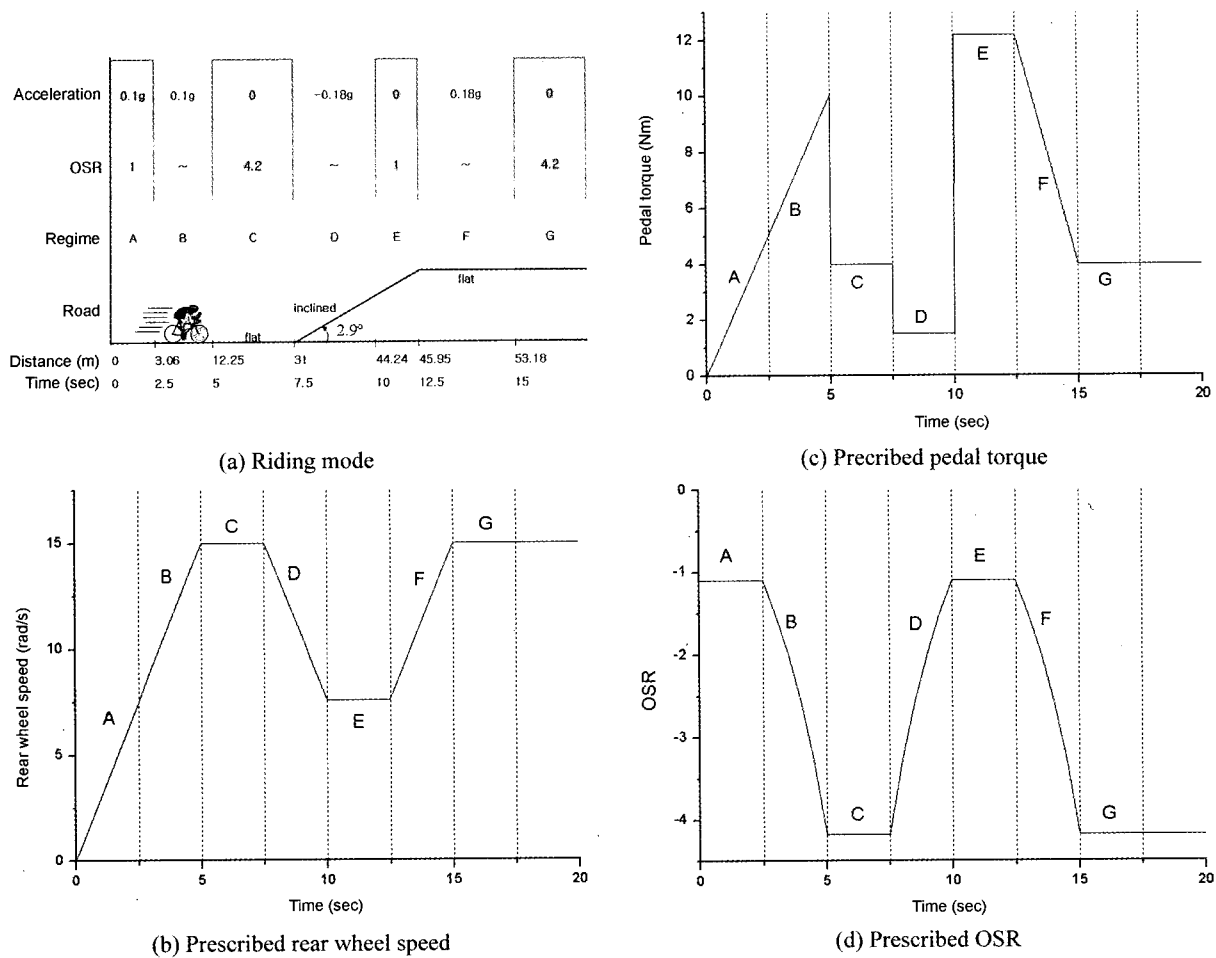 Acceleration 0.1g 0.1g 0 -0.18g 0 0.18g 0
OSR 1 ~ 4.2 ~ 1 ~ 4.2
Regime A B C D E F G
Road flat inclined 2.9° flat
Distance (m) 0 3.06 12.25 31 44.24 45.95 53.18
Time (sec) 0 2.5 5 7.5 10 12.5 15
(a) Riding mode
Pedal torque (Nm)
12
10
8
6
4
2
0
A B C D E F G
0 5 10 15 20
Time (sec)
(c) Precribed pedal torque
Rear wheel speed (rad/s)
15
10
5
0
A B C D E F G
0 5 10 15 20
Time (sec)
(b) Prescribed rear wheel speed
OSR
0
-1
-2
-3
-4
A B C D E F G
0 5 10 15 20
Time (sec)
(d) Prescribed OSR